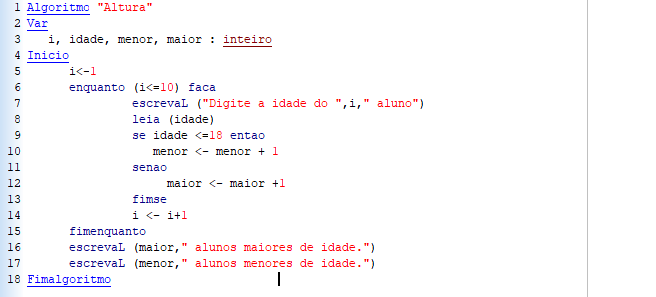 1 Algoritmo "Altura"
2 Var
3 i, idade, menor, maior : inteiro
4 Inicio
5 i<-1
6 enquanto (i<=10) faca
7 escrevaL ("Digite a idade do ",i," aluno")
8 leia (idade)
9 se idade <=18 entao
10 menor <- menor + 1
11 senao
12 maior <- maior +1
13 fimse
14 i <- i+1
15 fimenquanto
16 escrevaL (maior," alunos maiores de idade.")
17 escrevaL (menor," alunos menores de idade.")
18 Fimalgoritmo